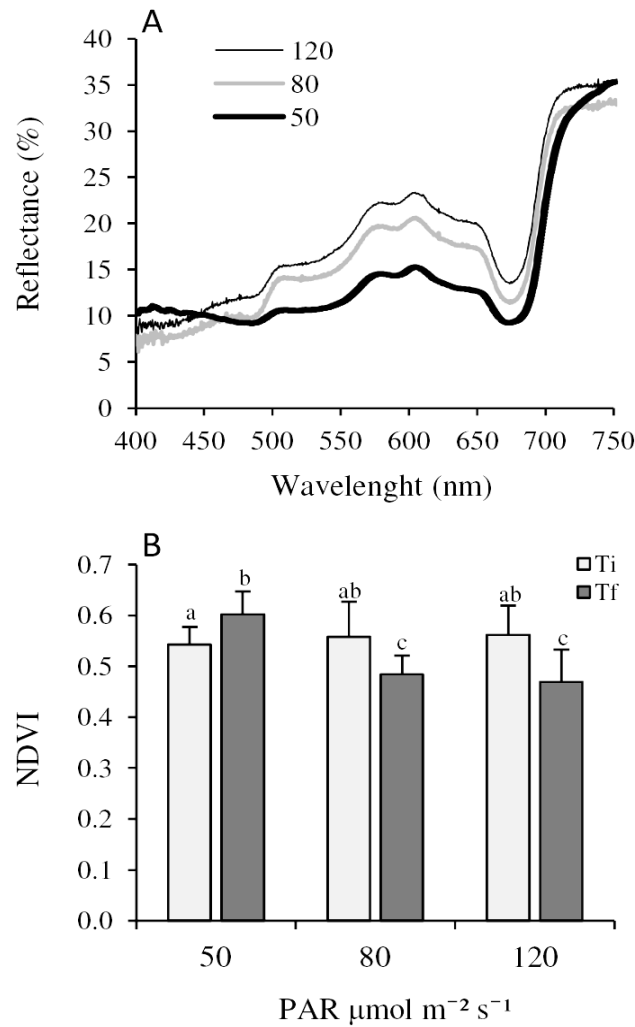 A
40
35
30
25
20
15
10
5
0
Reflectance (%)
120
80
50
400 450 500 550 600 650 700 750
Wavelenght (nm)
B
0.7
0.6
0.5
0.4
0.3
0.2
0.1
0.0
NDVI
Ti
Tf
a b ab c ab c
50 80 120
PAR μmol m⁻² s⁻¹